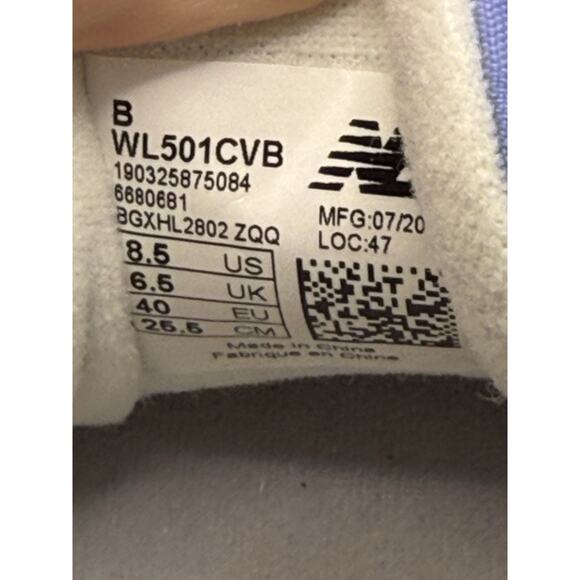 B
WL501CVB
190325875084
6680681
BGXHL2802 ZQQ
8.5 US
6.5 UK
40 EU
25.5 CM
MFG:07/20
LOC:47
Made in China
Fabriqué en Chine